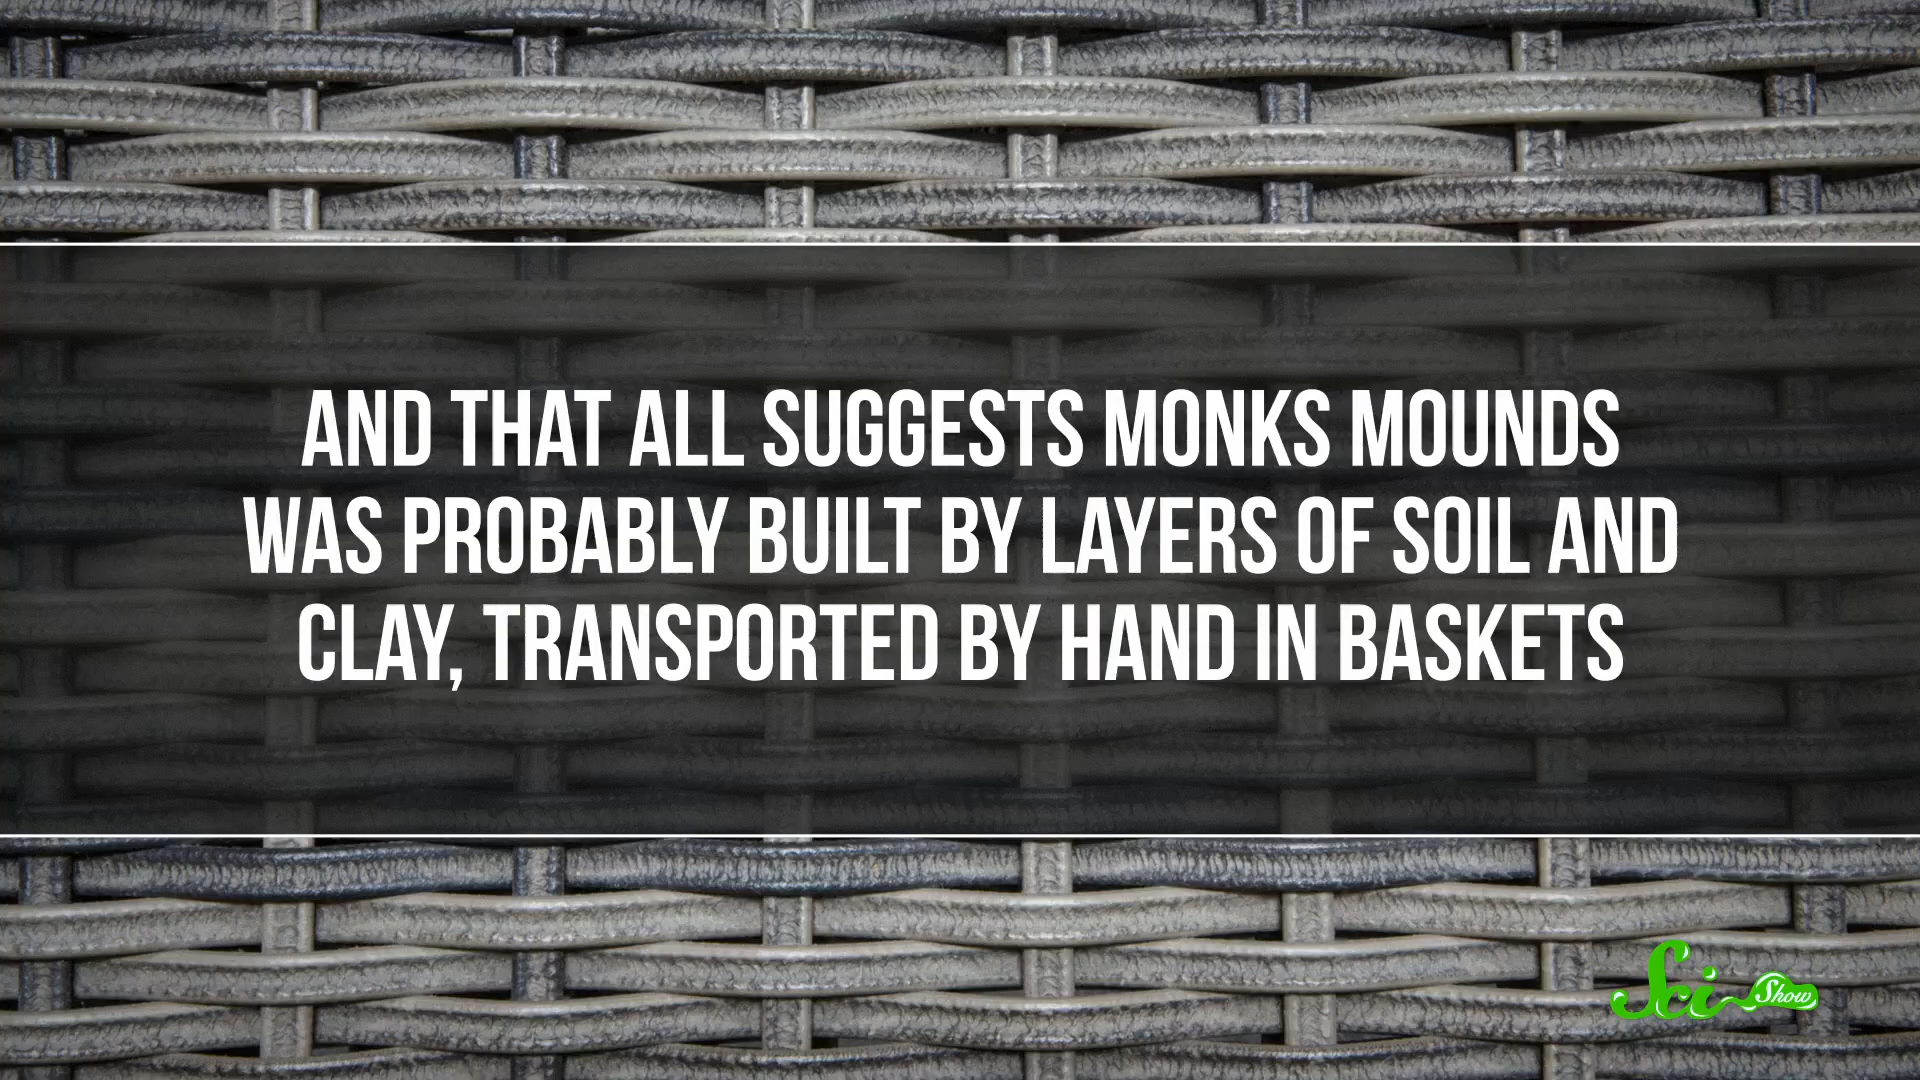 AND THAT ALL SUGGESTS MONKS MOUNDS
WAS PROBABLY BUILT BY LAYERS OF SOIL AND
CLAY, TRANSPORTED BY HAND IN BASKETS
Sci Show